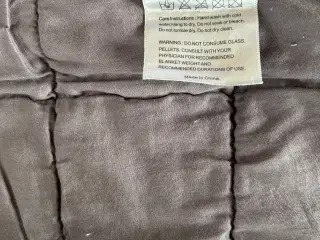 Care Instructions : Hand wash with cold
water/ring to dry. Do not soak or bleach.
Do not tumble dry. Do not dry clean.
WARNING : DO NOT CONSUME GLASS
PELLETS; CONSULT WITH YOUR
PHYSICIAN FOR RECOMMENDED
BLANKET WEIGHT AND
RECOMMENDED DURATIONS OF USE.
Made in China